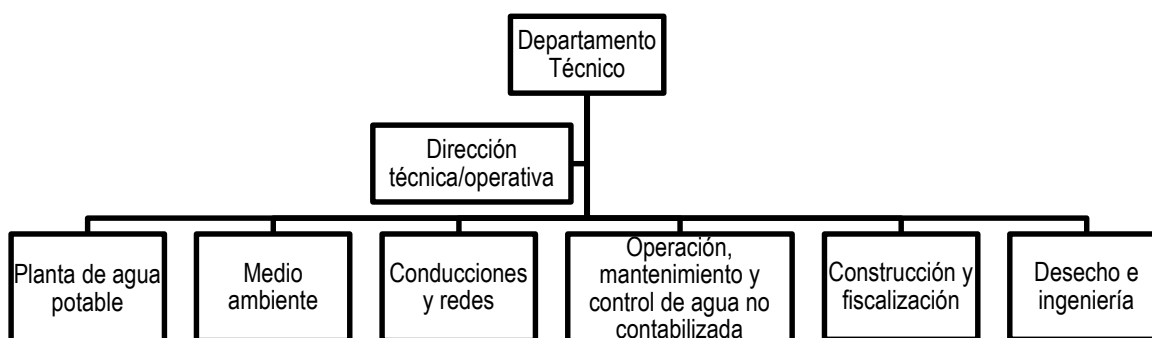 Departamento
Técnico
Dirección
técnica/operativa
Planta de agua
potable
Medio
ambiente
Conducciones
y redes
Operación,
mantenimiento y
control de agua no
contabilizada
Construcción y
fiscalización
Desecho e
ingeniería